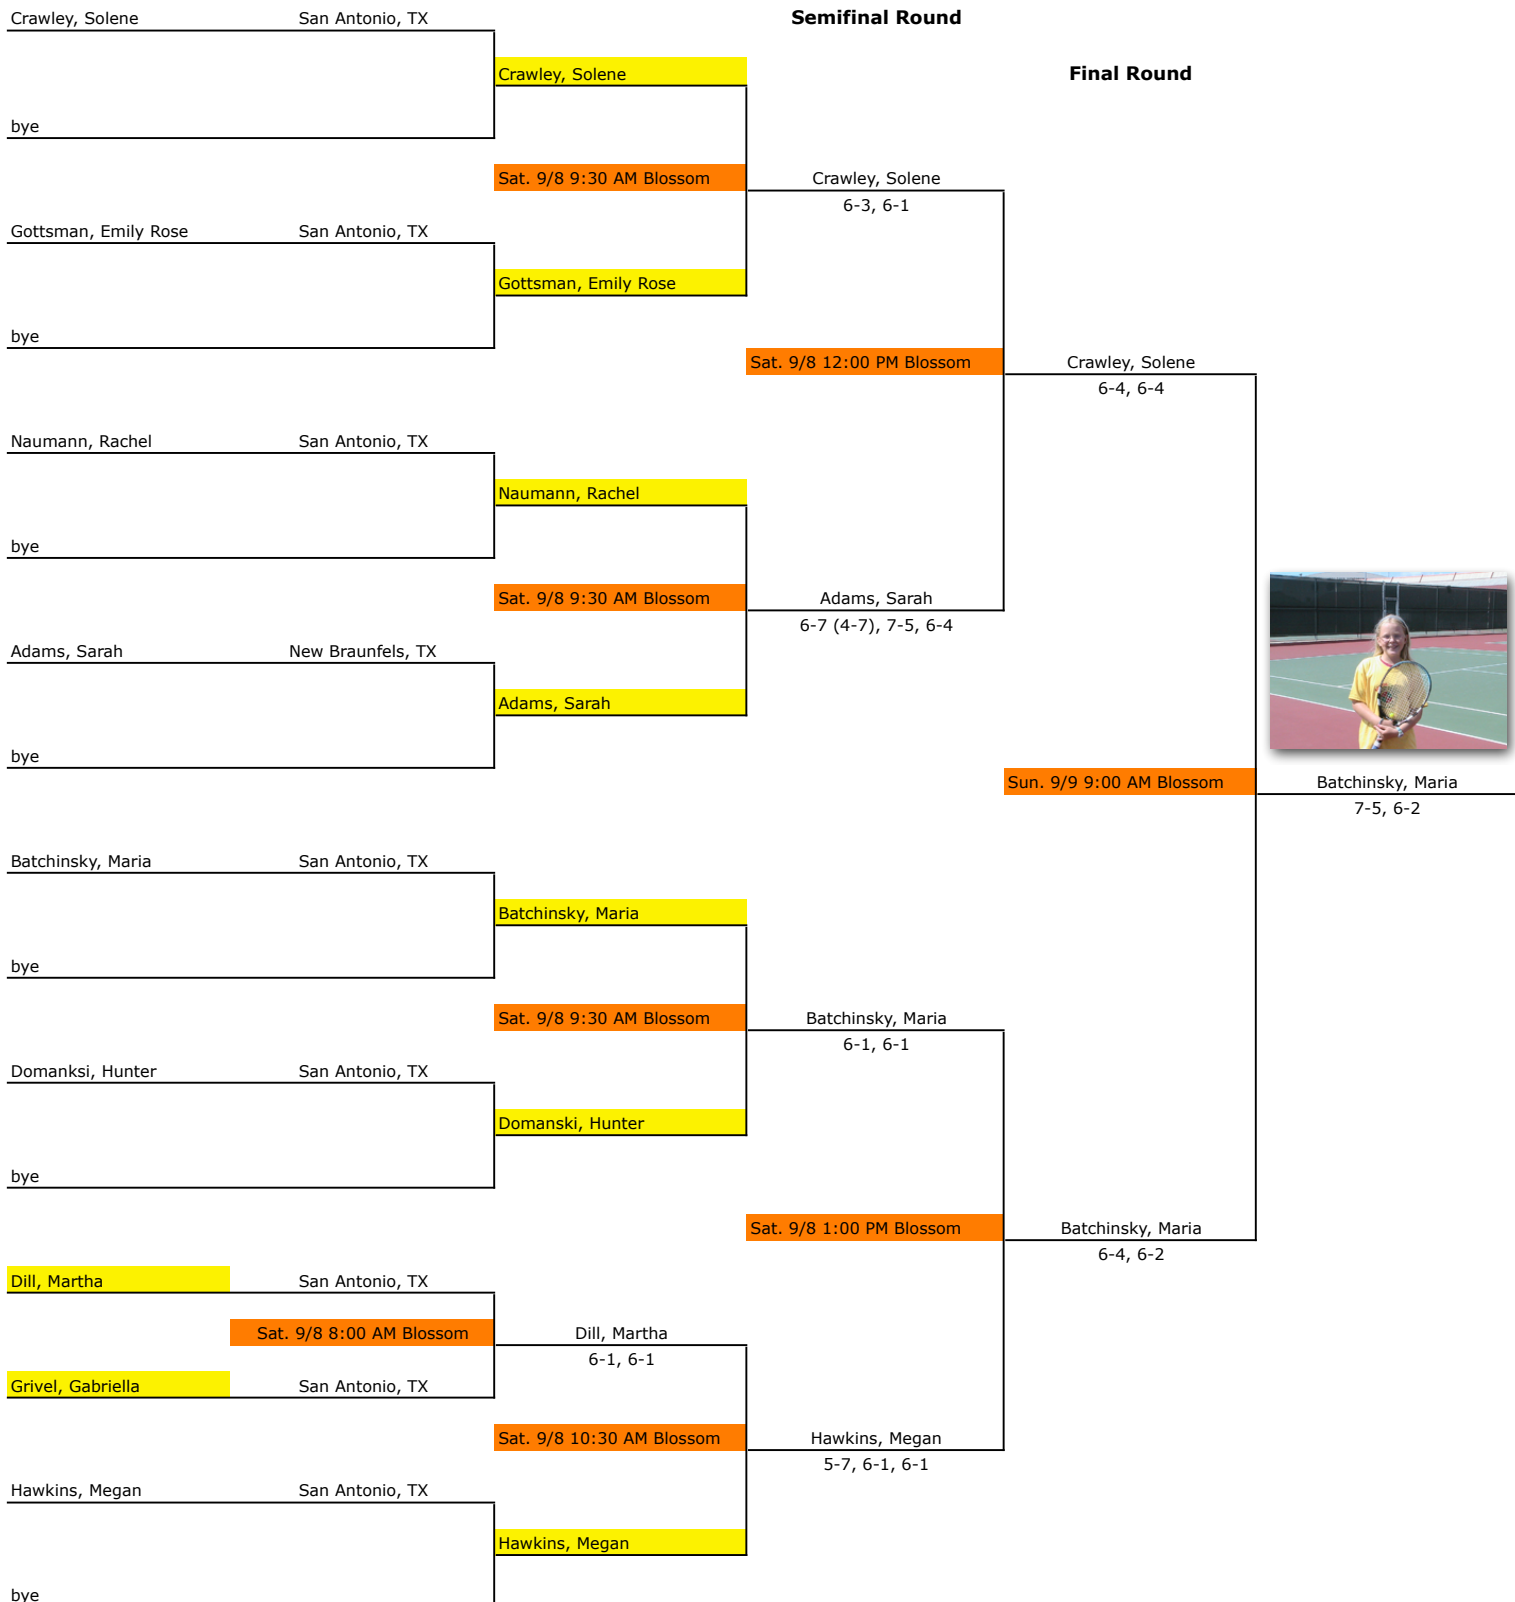 Crawley, Solene San Antonio, TX Semifinal Round
Crawley, Solene Final Round
bye
Sat. 9/8 9:30 AM Blossom Crawley, Solene
6-3, 6-1
Gottsman, Emily Rose San Antonio, TX
Gottsman, Emily Rose
bye
Sat. 9/8 12:00 PM Blossom Crawley, Solene
6-4, 6-4
Naumann, Rachel San Antonio, TX
Naumann, Rachel
bye
Sat. 9/8 9:30 AM Blossom Adams, Sarah
6-7 (4-7), 7-5, 6-4
Adams, Sarah New Braunfels, TX
Adams, Sarah
bye
Sun. 9/9 9:00 AM Blossom Batchinsky, Maria
7-5, 6-2
Batchinsky, Maria San Antonio, TX
Batchinsky, Maria
bye
Sat. 9/8 9:30 AM Blossom Batchinsky, Maria
6-1, 6-1
Domanksi, Hunter San Antonio, TX
Domanski, Hunter
bye
Sat. 9/8 1:00 PM Blossom Batchinsky, Maria
6-4, 6-2
Dill, Martha San Antonio, TX
Sat. 9/8 8:00 AM Blossom Dill, Martha
6-1, 6-1
Grivel, Gabriella San Antonio, TX
Sat. 9/8 10:30 AM Blossom Hawkins, Megan
5-7, 6-1, 6-1
Hawkins, Megan San Antonio, TX
Hawkins, Megan
bye